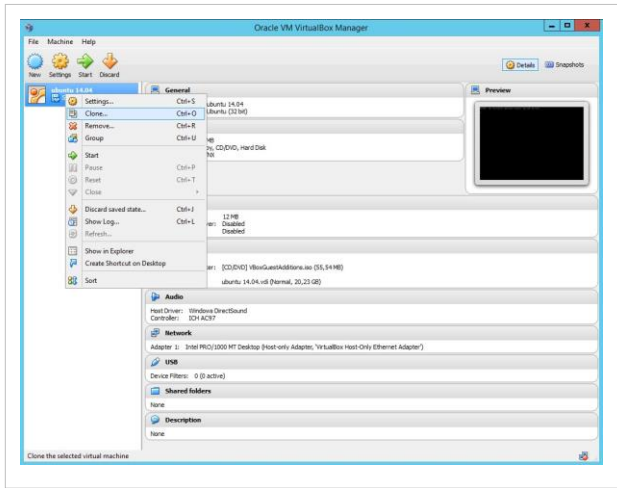 Oracle VM VirtualBox Manager
File Machine Help
New Settings Start Discard
Details Snapshots
ubuntu 14.04
Settings... Ctrl+S
Clone... Ctrl+O
Remove... Ctrl+R
Group Ctrl+U
Start
Pause Ctrl+P
Reset Ctrl+T
Close
Discard saved state... Ctrl+J
Show Log... Ctrl+L
Refresh...
Show in Explorer
Create Shortcut on Desktop
Sort
General
ubuntu 14.04
Ubuntu (32 bit)
Preview
MB
py, CD/DVD, Hard Disk
12 MB
ver: Disabled
Disabled
er: [CD/DVD] VBoxGuestAdditions.iso (55,54 MB)
ubuntu 14.04.vdi (Normal, 20,23 GB)
Audio
Host Driver: Windows DirectSound
Controller: ICH AC97
Network
Adapter 1: Intel PRO/1000 MT Desktop (Host-only Adapter, 'VirtualBox Host-Only Ethernet Adapter')
USB
Device Filters: 0 (0 active)
Shared folders
None
Description
None
Clone the selected virtual machine